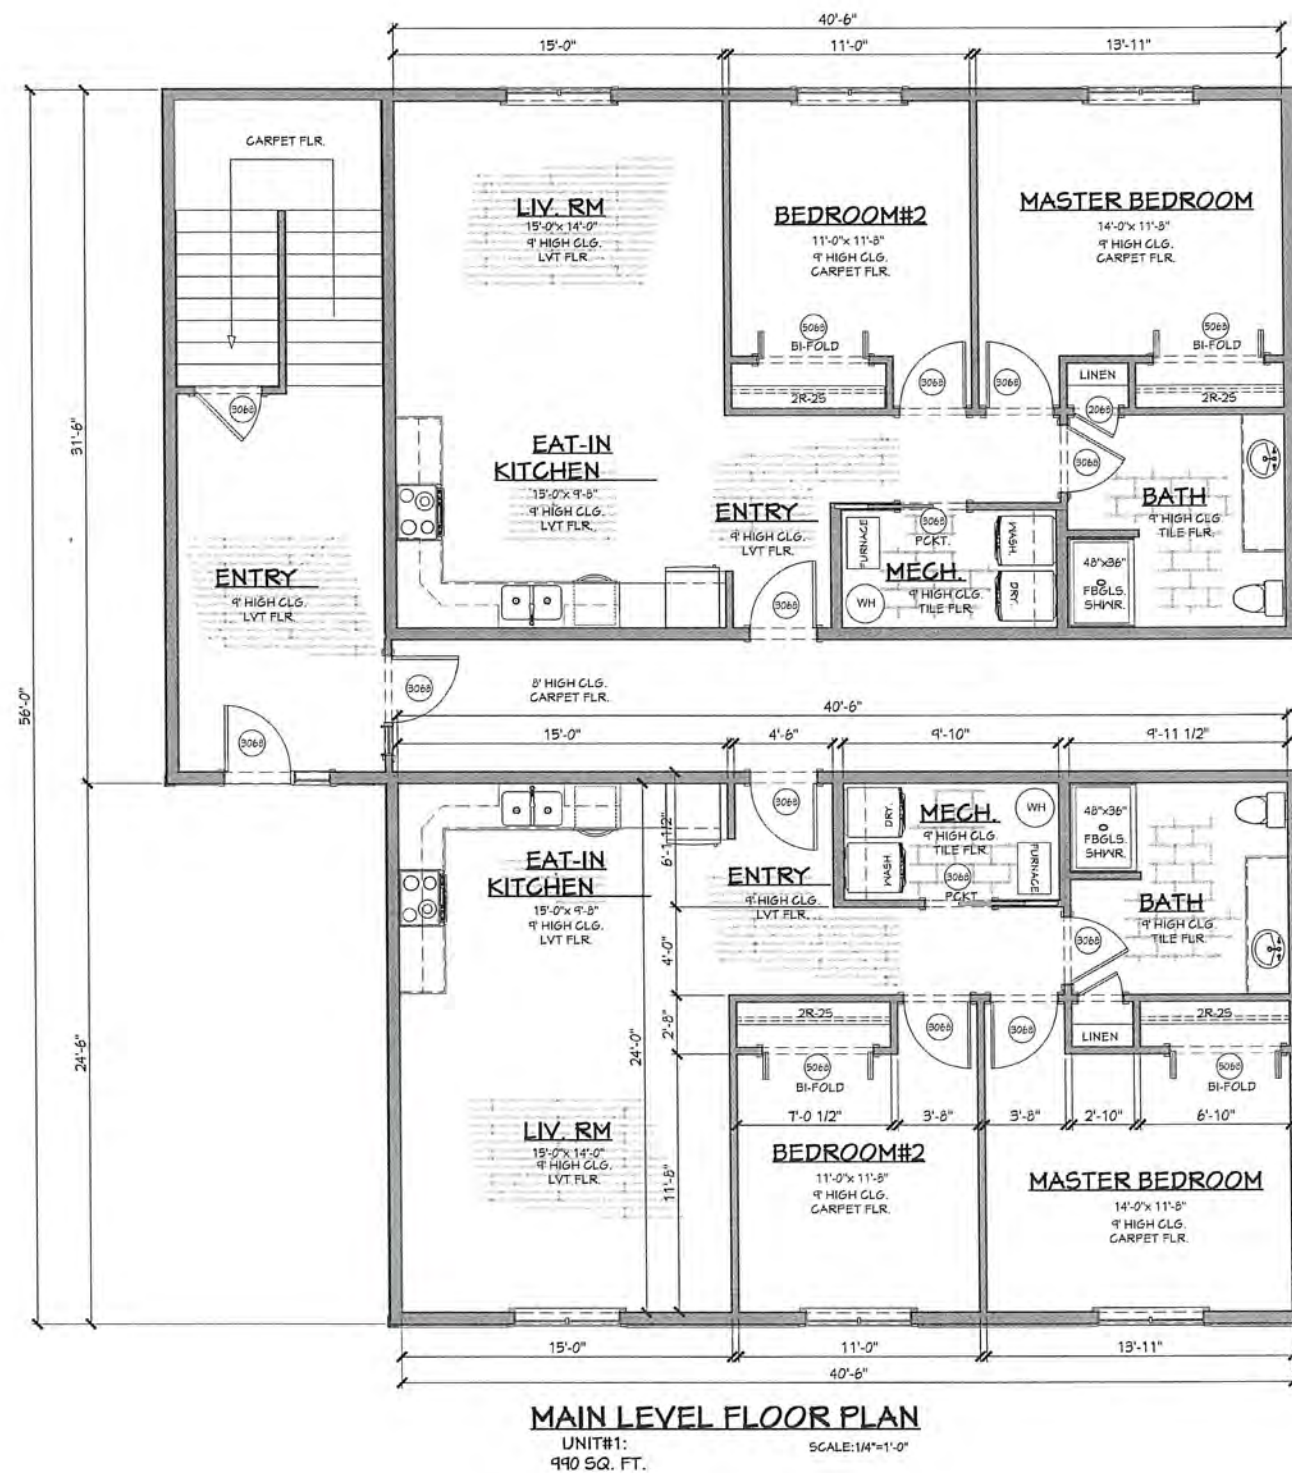 40'-6"
15'-0"
11'-0"
13'-11"
CARPET FLR.
LIV. RM
15'-0"x 14'-0"
9' HIGH CLG.
LVT FLR.
BEDROOM#2
11'-0"x 11'-8"
9' HIGH CLG.
CARPET FLR.
MASTER BEDROOM
14'-0"x 11'-8"
9' HIGH CLG.
CARPET FLR.
5068
BI-FOLD
5068
BI-FOLD
3068
3068
LINEN
2R-2S
2R-2S
2068
3068
31'-6"
EAT-IN
KITCHEN
15'-0"x 9'-8"
9' HIGH CLG.
LVT FLR.
3068
BATH
9' HIGH CLG.
TILE FLR.
ENTRY
9' HIGH CLG.
LVT FLR.
FURNACE
3068
PCKT.
WASH.
MECH.
9' HIGH CLG.
TILE FLR.
DRY.
WH
48"x36"
FBGLS.
SHWR.
ENTRY
9' HIGH CLG.
LVT FLR.
3068
56'-0"
3068
8' HIGH CLG.
CARPET FLR.
40'-6"
3068
15'-0"
4'-6"
9'-10"
9'-11 1/2"
3068
DRY.
MECH.
9' HIGH CLG.
TILE FLR.
WH
48"x36"
FBGLS.
SHWR.
6'-1 1/2"
EAT-IN
KITCHEN
15'-0"x 9'-8"
9' HIGH CLG.
LVT FLR.
ENTRY
9' HIGH CLG.
LVT FLR.
WASH.
3068
PCKT
FURNACE
BATH
9' HIGH CLG.
TILE FLR.
3068
4'-0"
24'-6"
24'-0"
2'-8"
2R-2S
3068
3068
LINEN
2R-2S
5068
BI-FOLD
5068
BI-FOLD
7'-0 1/2"
3'-8"
3'-8"
2'-10"
6'-10"
LIV. RM
15'-0"x 14'-0"
9' HIGH CLG.
LVT FLR.
11'-8"
BEDROOM#2
11'-0"x 11'-8"
9' HIGH CLG.
CARPET FLR.
MASTER BEDROOM
14'-0"x 11'-8"
9' HIGH CLG.
CARPET FLR.
15'-0"
11'-0"
13'-11"
40'-6"
MAIN LEVEL FLOOR PLAN
UNIT#1:
SCALE:1/4"=1'-0"
990 SQ. FT.